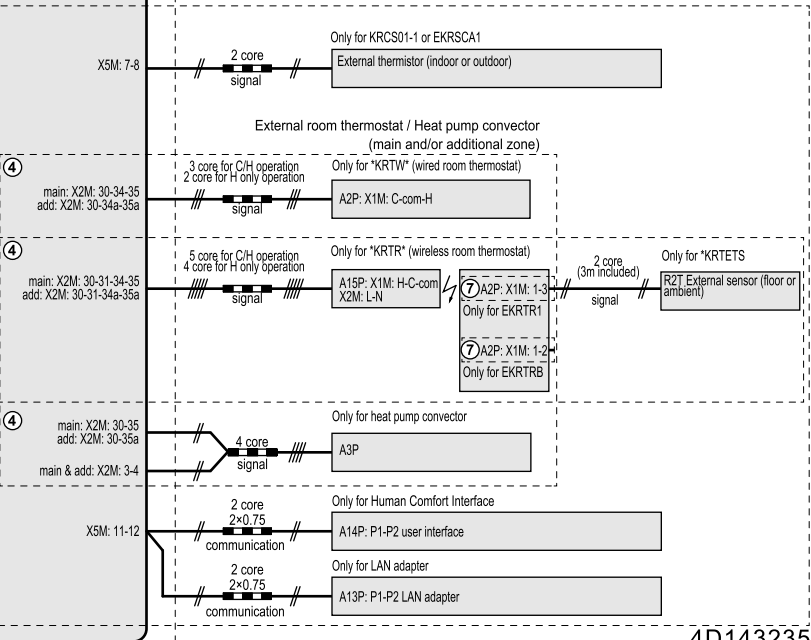 Only for KRCS01-1 or EKRSCA1
X5M: 7-8
2 core
signal
External thermistor (indoor or outdoor)
External room thermostat / Heat pump convector
(main and/or additional zone)
4
main: X2M: 30-34-35
add: X2M: 30-34a-35a
3 core for C/H operation
2 core for H only operation
signal
Only for *KRTW* (wired room thermostat)
A2P: X1M: C-com-H
4
main: X2M: 30-31-34-35
add: X2M: 30-31-34a-35a
5 core for C/H operation
4 core for H only operation
signal
Only for *KRTR* (wireless room thermostat)
A15P: X1M: H-C-com
X2M: L-N
7 A2P: X1M: 1-3
Only for EKRTR1
7 A2P: X1M: 1-2
Only for EKRTRB
2 core
(3m included)
signal
Only for *KRTETS
R2T External sensor (floor or
ambient)
4
main: X2M: 30-35
add: X2M: 30-35a
main & add: X2M: 3-4
4 core
signal
Only for heat pump convector
A3P
X5M: 11-12
2 core
2×0.75
communication
Only for Human Comfort Interface
A14P: P1-P2 user interface
2 core
2×0.75
communication
Only for LAN adapter
A13P: P1-P2 LAN adapter
4D143235